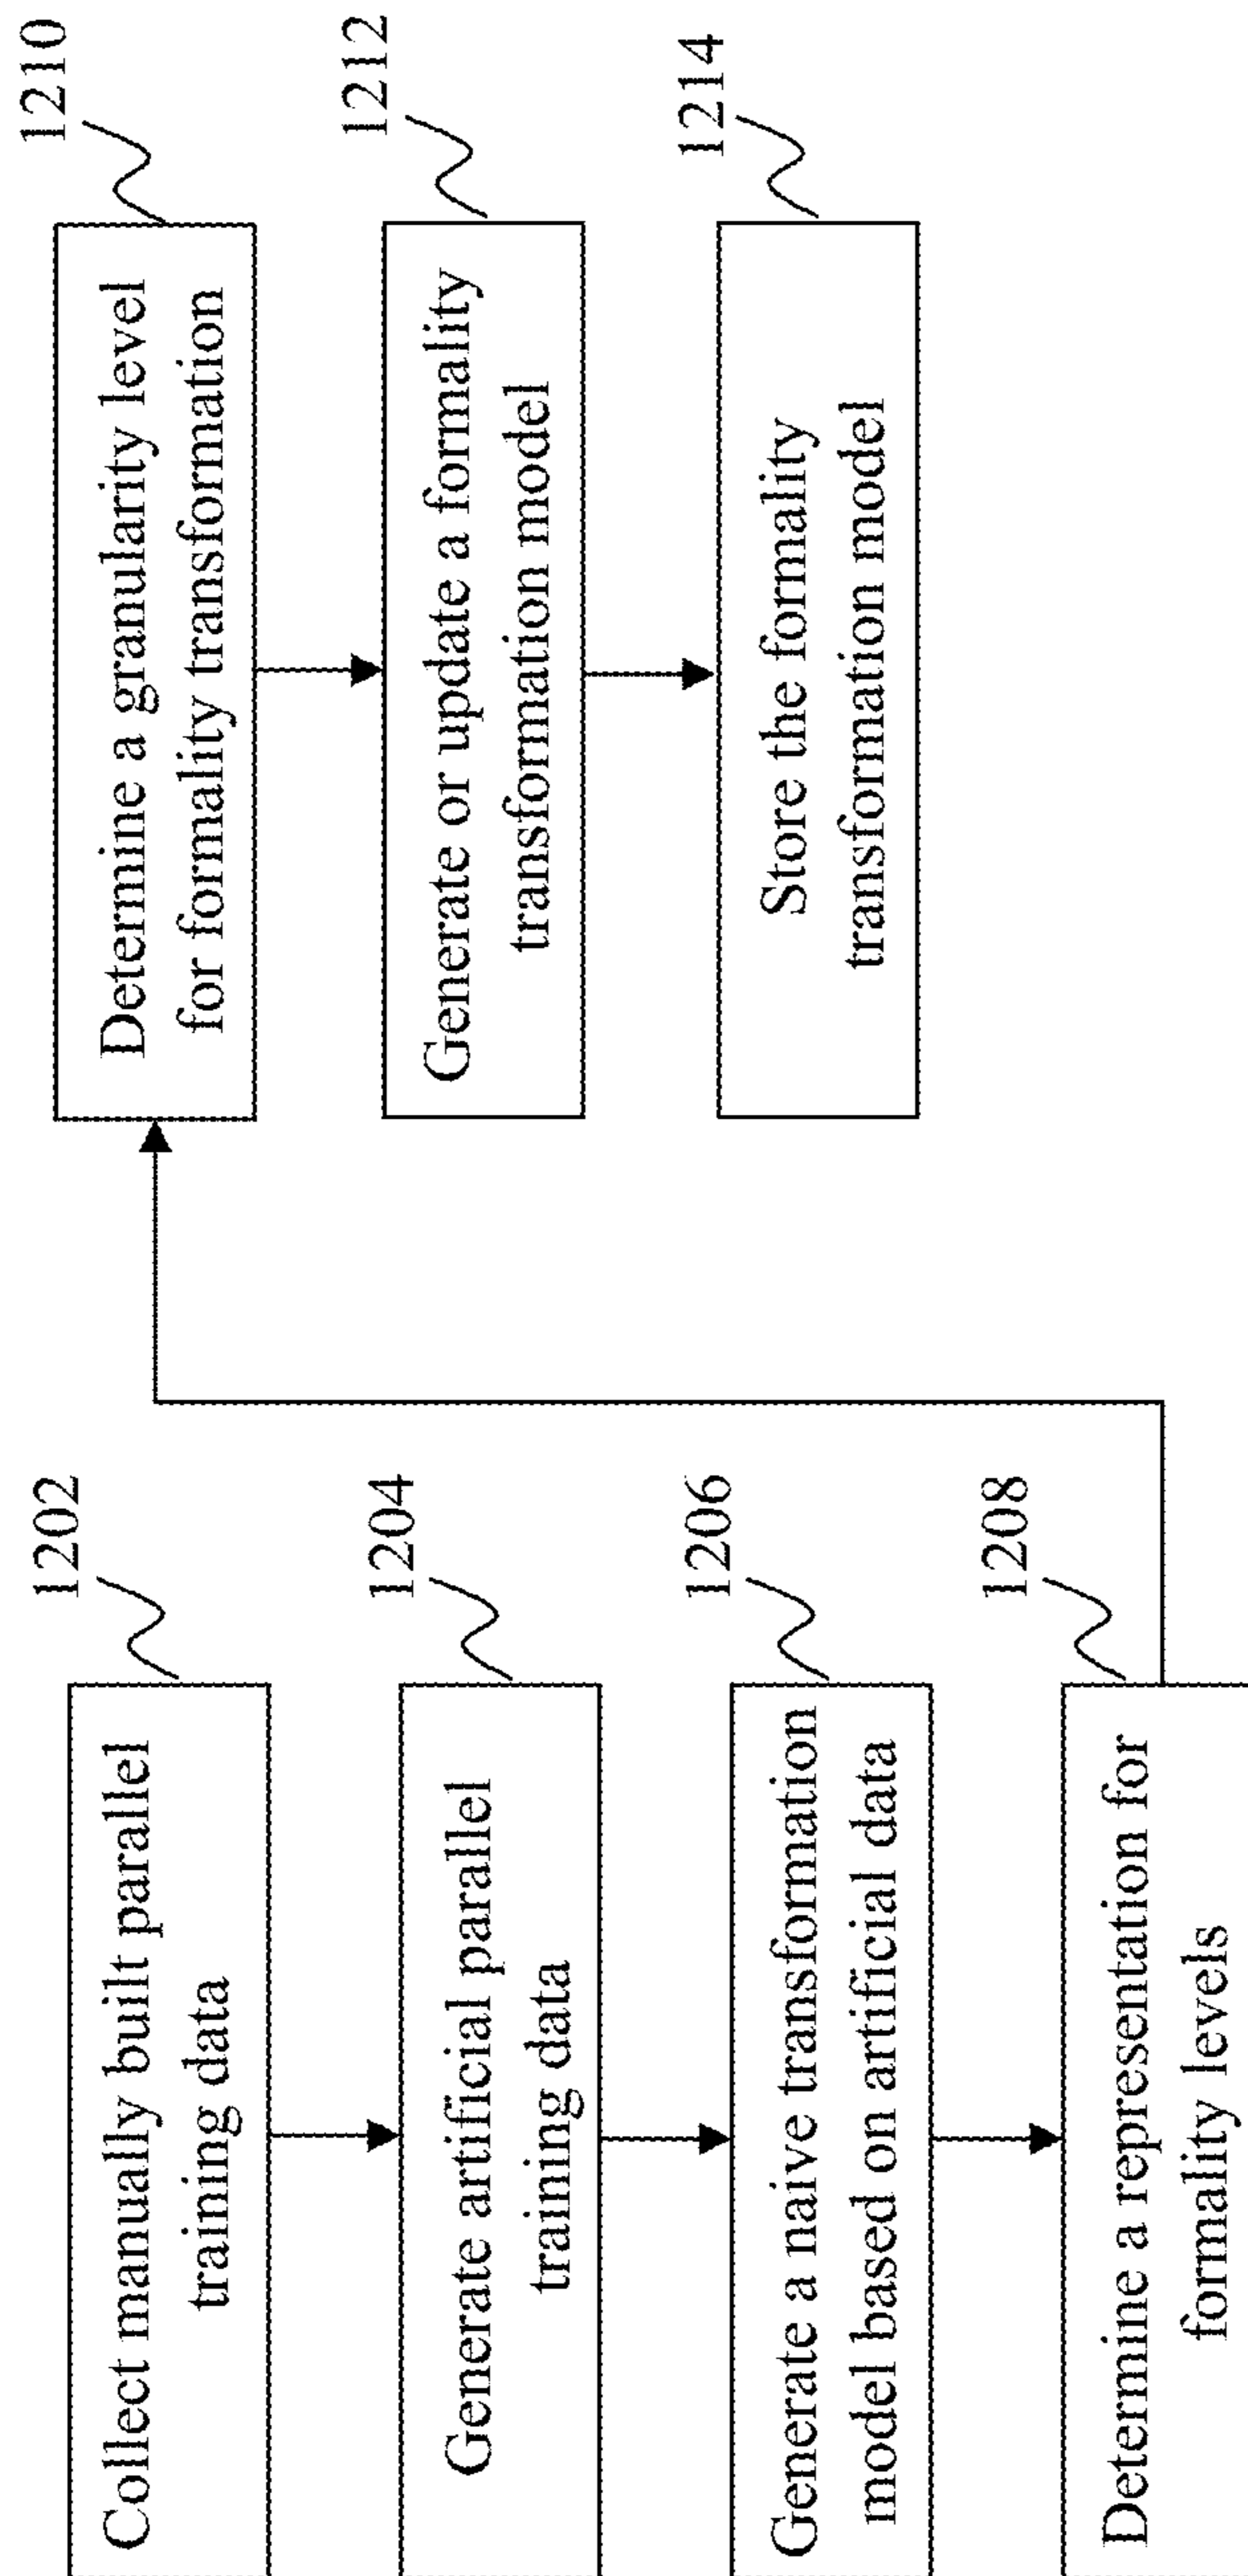 1202
Collect manually built parallel
training data
1204
Generate artificial parallel
training data
1206
Generate a naive transformation
model based on artificial data
1208
Determine a representation for
formality levels
1210
Determine a granularity level
for formality transformation
1212
Generate or update a formality
transformation model
1214
Store the formality
transformation model